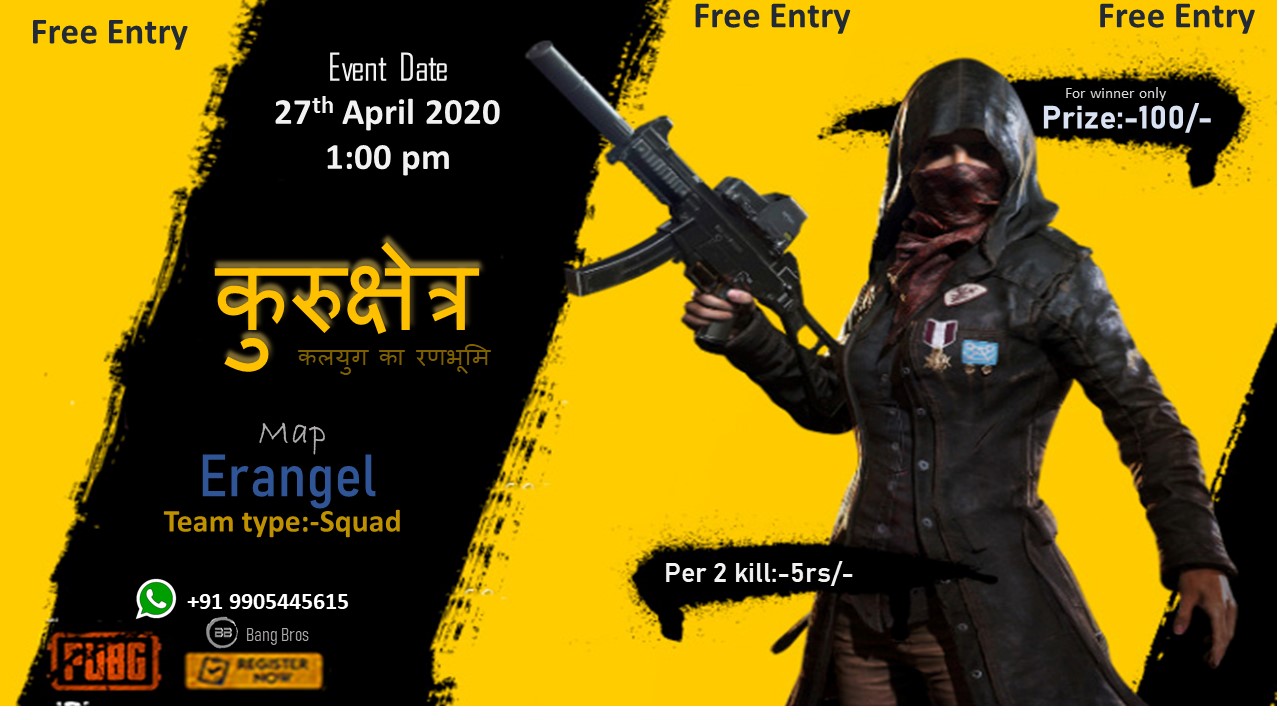 Free Entry
Free Entry
Free Entry
Event Date
27th April 2020
1:00 pm
For winner only
Prize:-100/-
कुरुक्षेत्र
कलयुग का रणभूमि
Map
Erangel
Team type:-Squad
Per 2 kill:-5rs/-
+91 9905445615
BB Bang Bros
PUBG
REGISTER
NOW